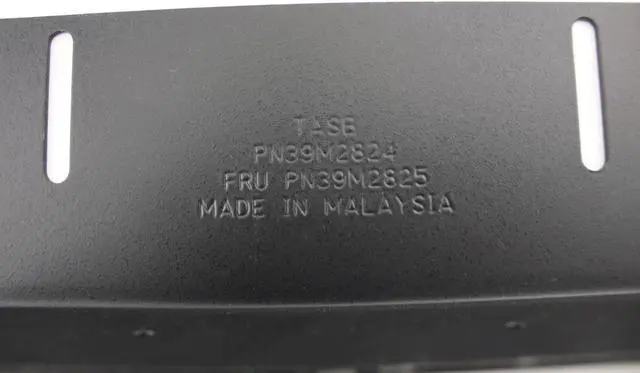 TASB
PN39M2824
FRU PN39M2825
MADE IN MALAYSIA